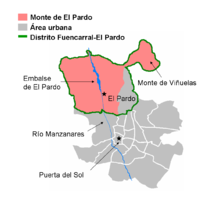 Monte de El Pardo
Área urbana
Distrito Fuencarral-El Pardo
Embalse
de El Pardo
Monte de Viñuelas
El Pardo
Río Manzanares
Puerta del Sol